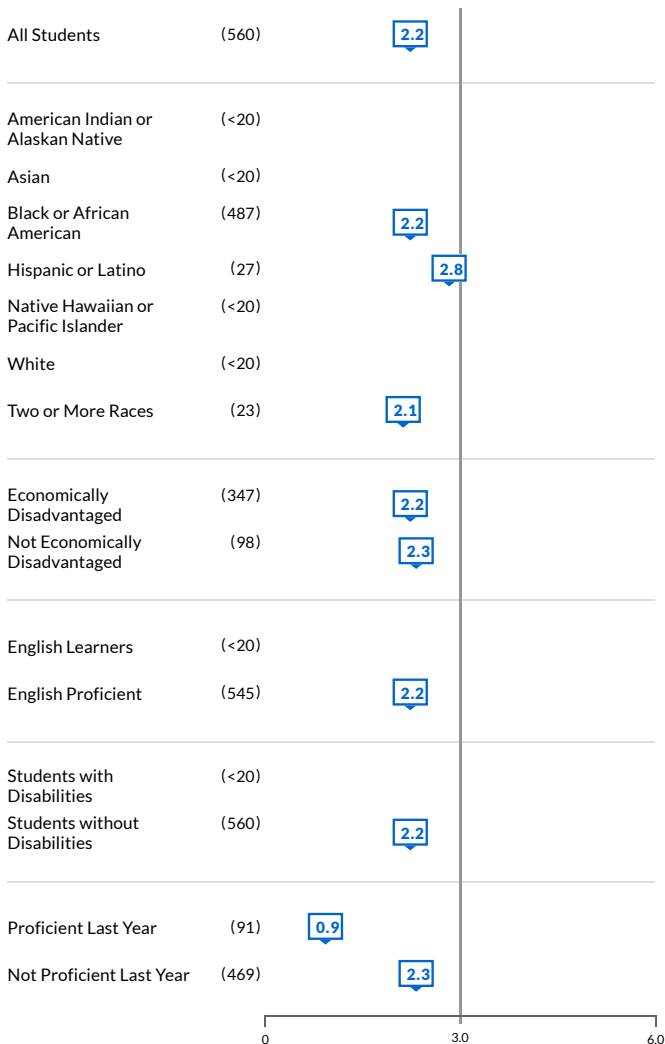 All Students (560) 2.2
American Indian or (<20)
Alaskan Native
Asian (<20)
Black or African (487) 2.2
American
Hispanic or Latino (27) 2.8
Native Hawaiian or (<20)
Pacific Islander
White (<20)
Two or More Races (23) 2.1
Economically (347) 2.2
Disadvantaged
Not Economically (98) 2.3
Disadvantaged
English Learners (<20)
English Proficient (545) 2.2
Students with (<20)
Disabilities
Students without (560) 2.2
Disabilities
Proficient Last Year (91) 0.9
Not Proficient Last Year (469) 2.3
0 3.0 6.0